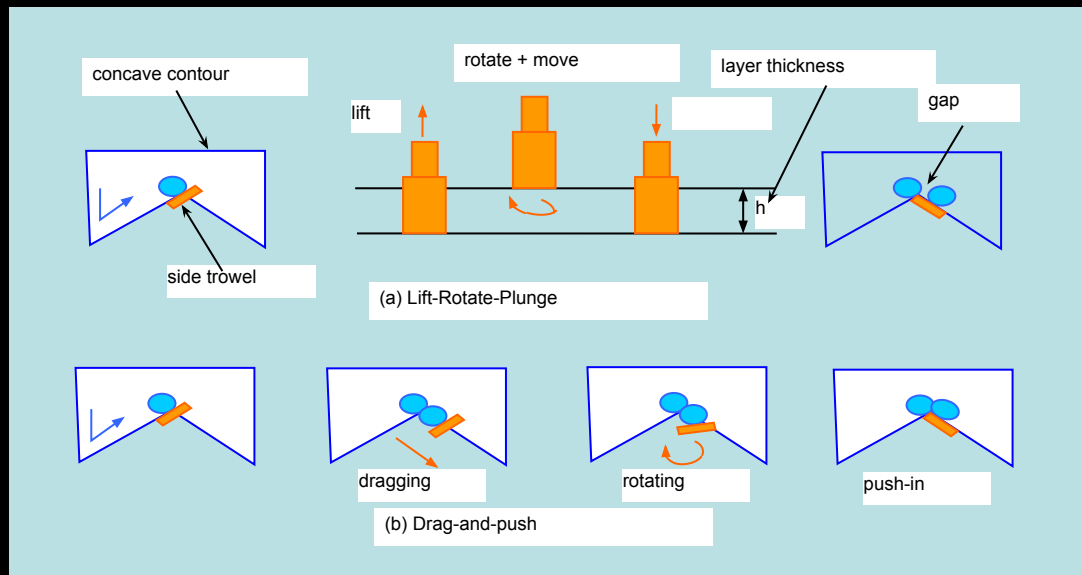 concave contour
rotate + move
layer thickness
lift
gap
h
side trowel
(a) Lift-Rotate-Plunge
dragging
rotating
push-in
(b) Drag-and-push